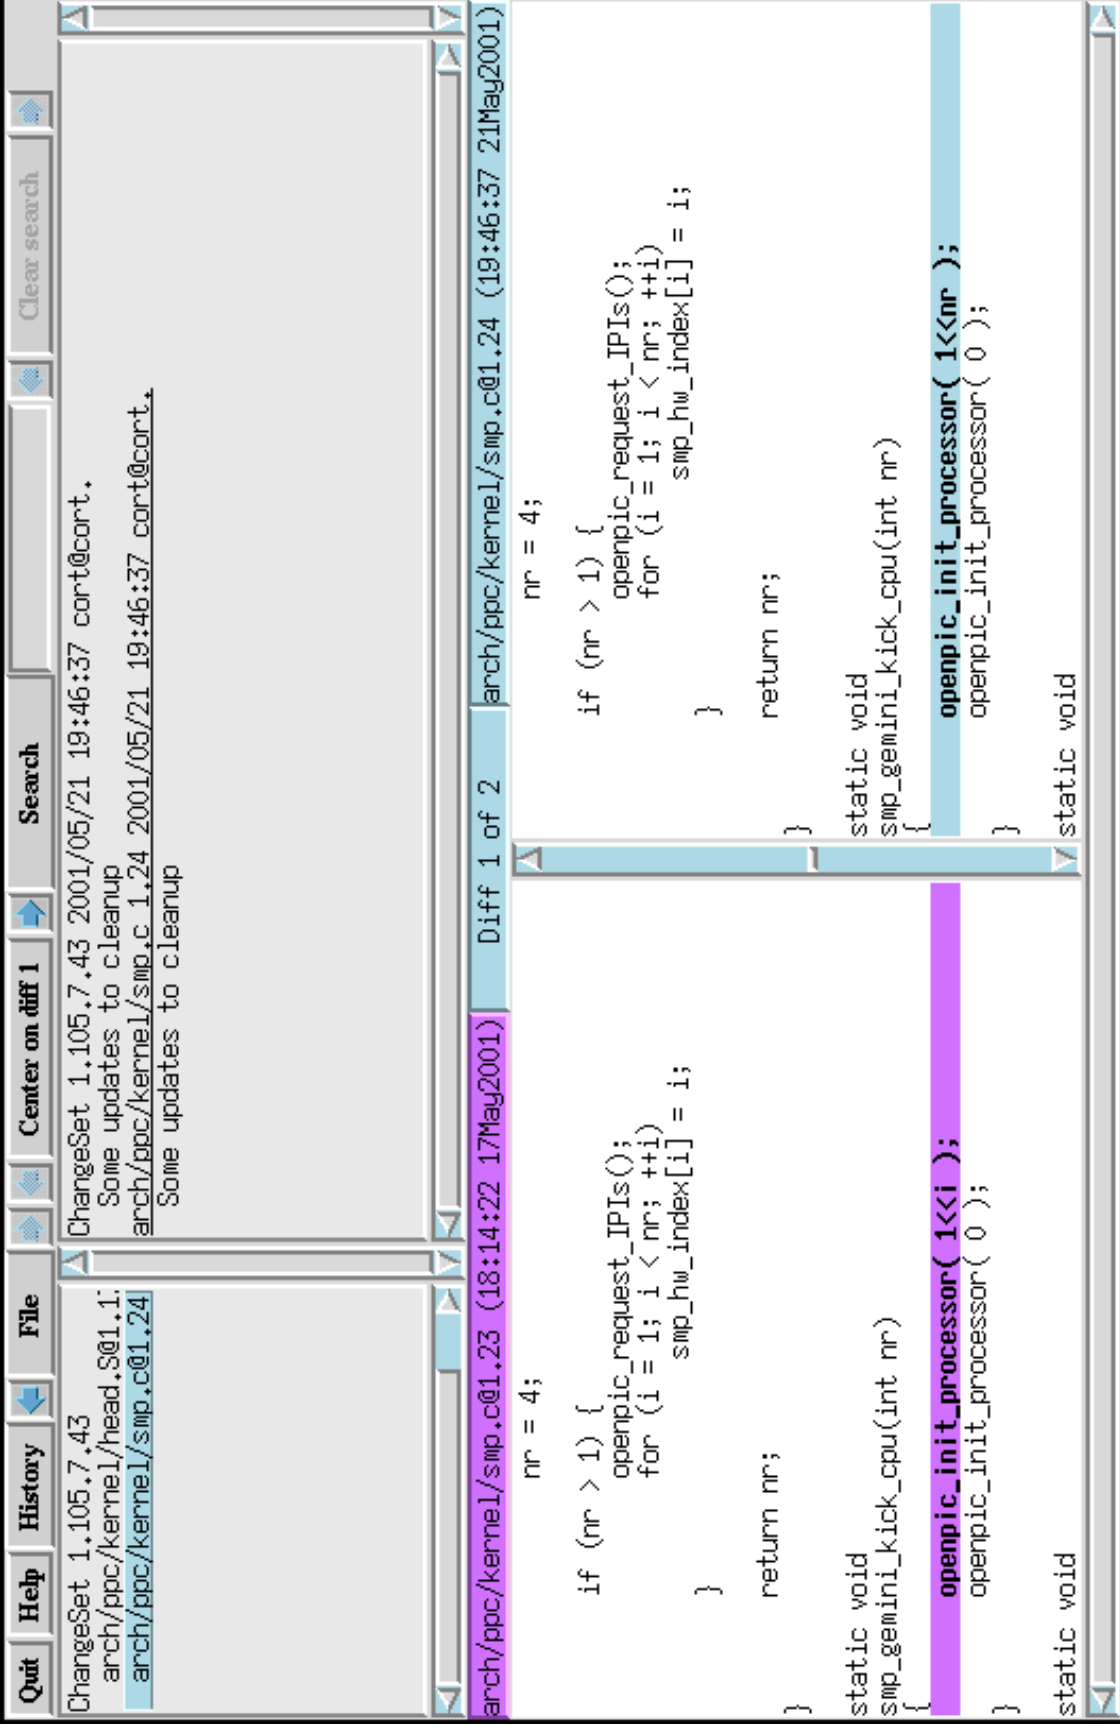 Quit Help History File Center on diff 1 Search Clear search
ChangeSet 1.105.7.43
arch/ppc/kernel/head.S@1.1
arch/ppc/kernel/smp.c@1.24
ChangeSet 1.105.7.43 2001/05/21 19:46:37 cort@cort.
Some updates to cleanup
arch/ppc/kernel/smp.c 1.24 2001/05/21 19:46:37 cort@cort.
Some updates to cleanup
arch/ppc/kernel/smp.c@1.23 (18:14:22 17May2001)
Diff 1 of 2
arch/ppc/kernel/smp.c@1.24 (19:46:37 21May2001)
nr = 4;
if (nr > 1) {
openpic_request_IPIs();
for (i = 1; i < nr; ++i)
smp_hw_index[i] = i;
}
return nr;
}
static void
smp_gemini_kick_cpu(int nr)
{
openpic_init_processor( 1<<i );
openpic_init_processor( 0 );
}
static void
nr = 4;
if (nr > 1) {
openpic_request_IPIs();
for (i = 1; i < nr; ++i)
smp_hw_index[i] = i;
}
return nr;
}
static void
smp_gemini_kick_cpu(int nr)
{
openpic_init_processor( 1<<nr );
openpic_init_processor( 0 );
}
static void